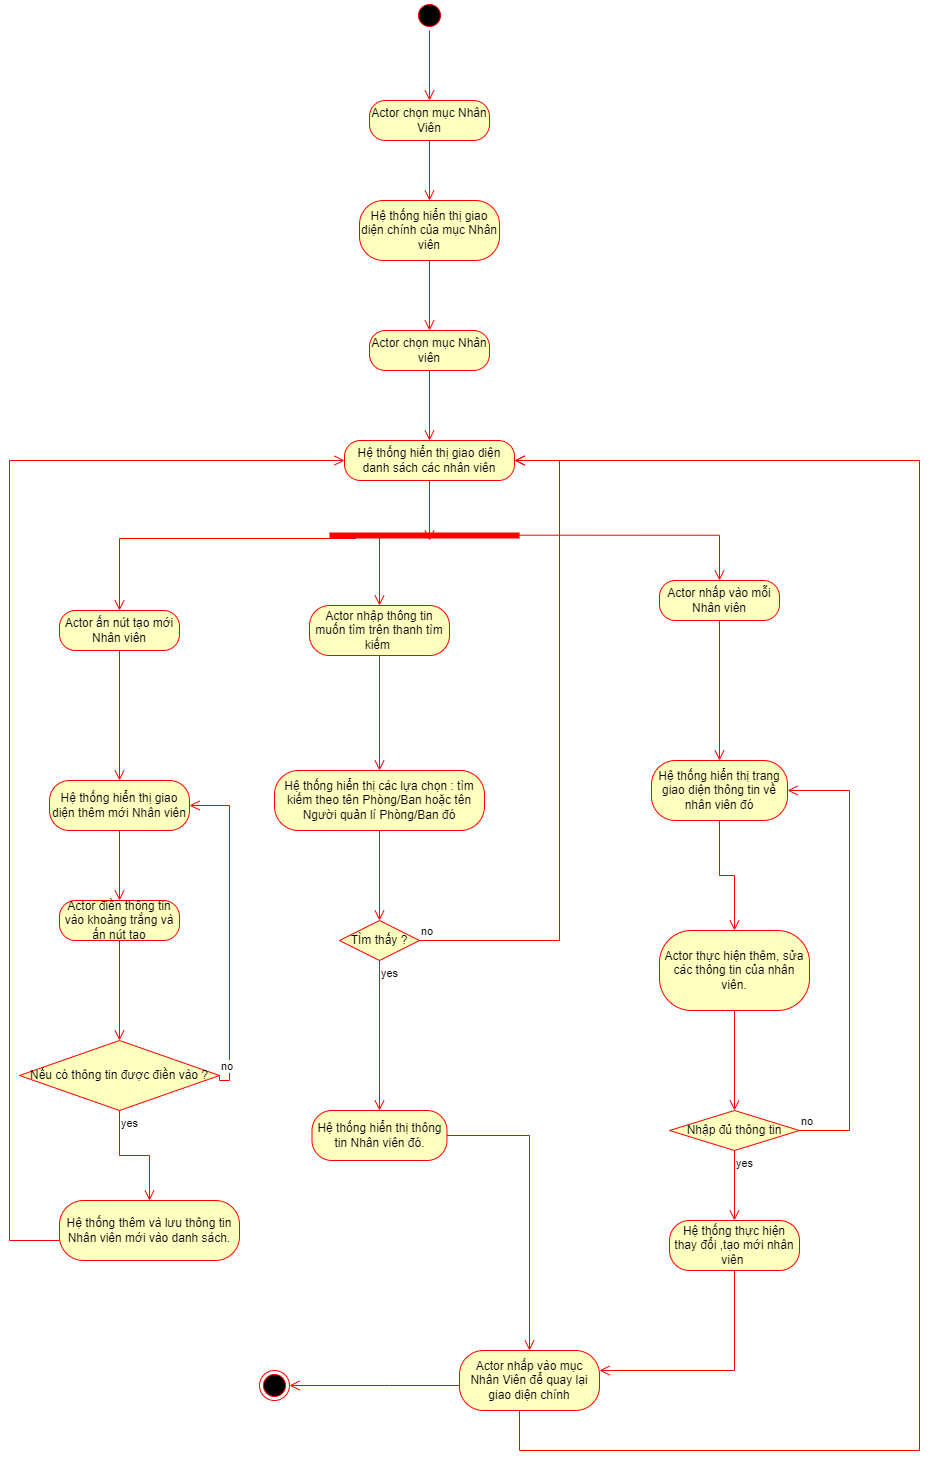 Actor chọn mục Nhân
Viên
Hệ thống hiển thị giao
diện chính của mục Nhân
viên
Actor chọn mục Nhân
viên
Hệ thống hiển thị giao diện
danh sách các nhân viên
Actor ấn nút tạo mới
Nhân viên
Actor nhập thông tin
muốn tìm trên thanh tìm
kiếm
Actor nhấp vào mỗi
Nhân viên
Hệ thống hiển thị giao
diện thêm mới Nhân viên
Hệ thống hiển thị các lựa chọn : tìm
kiếm theo tên Phòng/Ban hoặc tên
Người quản lí Phòng/Ban đó
Hệ thống hiển thị trang
giao diện thông tin về
nhân viên đó
Actor điền thông tin
vào khoảng trắng và
ấn nút tạo
Tìm thấy ?
no
yes
Actor thực hiện thêm, sửa
các thông tin của nhân
viên.
Nếu có thông tin được điền vào ?
no
yes
Hệ thống hiển thị thông
tin Nhân viên đó.
Nhập đủ thông tin
no
yes
Hệ thống thêm và lưu thông tin
Nhân viên mới vào danh sách.
Hệ thống thực hiện
thay đổi ,tạo mới nhân
viên
Actor nhấp vào mục
Nhân Viên để quay lại
giao diện chính